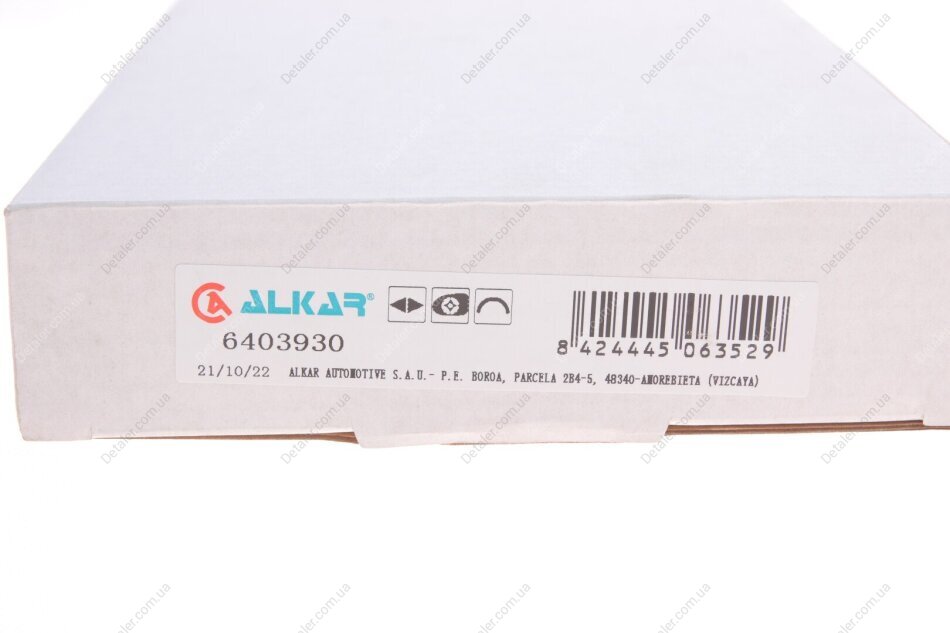 CA ALKAR®
6403930
8 424445 063529
21/10/22 ALKAR AUTOMOTIVE S.A.U.- P.E. BOROA, PARCELA 2B4-5, 48340-AMOREBIETA (VIZCAYA)
Detaler.com.ua